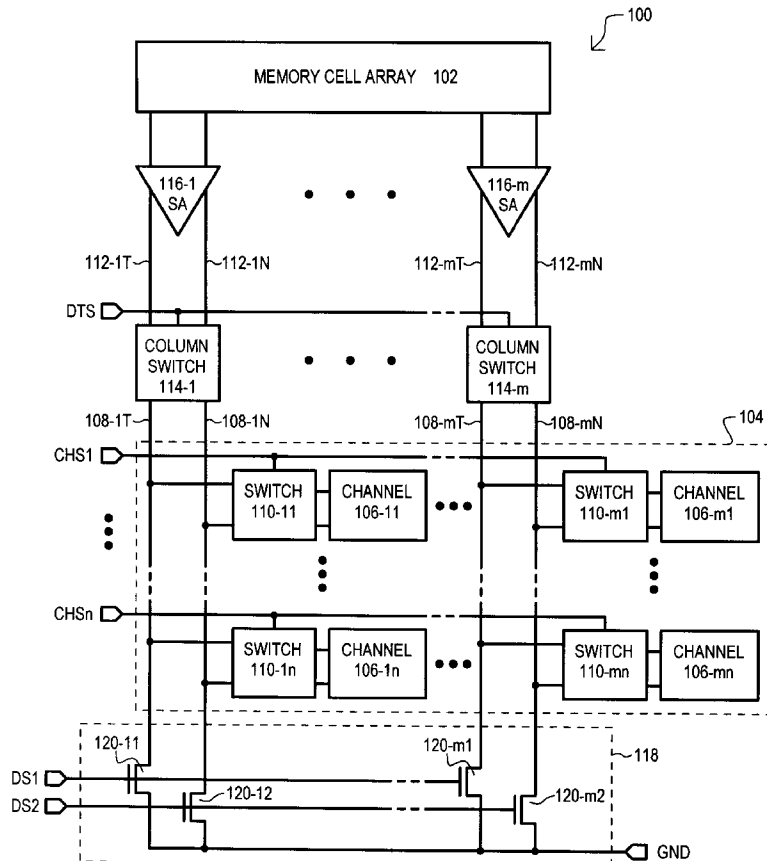 100
MEMORY CELL ARRAY 102
116-1
SA
116-m
SA
112-1T
112-1N
112-mT
112-mN
DTS
COLUMN
SWITCH
114-1
COLUMN
SWITCH
114-m
108-1T
108-1N
108-mT
108-mN
104
CHS1
SWITCH
110-11
CHANNEL
106-11
SWITCH
110-m1
CHANNEL
106-m1
CHSn
SWITCH
110-1n
CHANNEL
106-1n
SWITCH
110-mn
CHANNEL
106-mn
120-11
120-m1
118
DS1
DS2
120-12
120-m2
GND